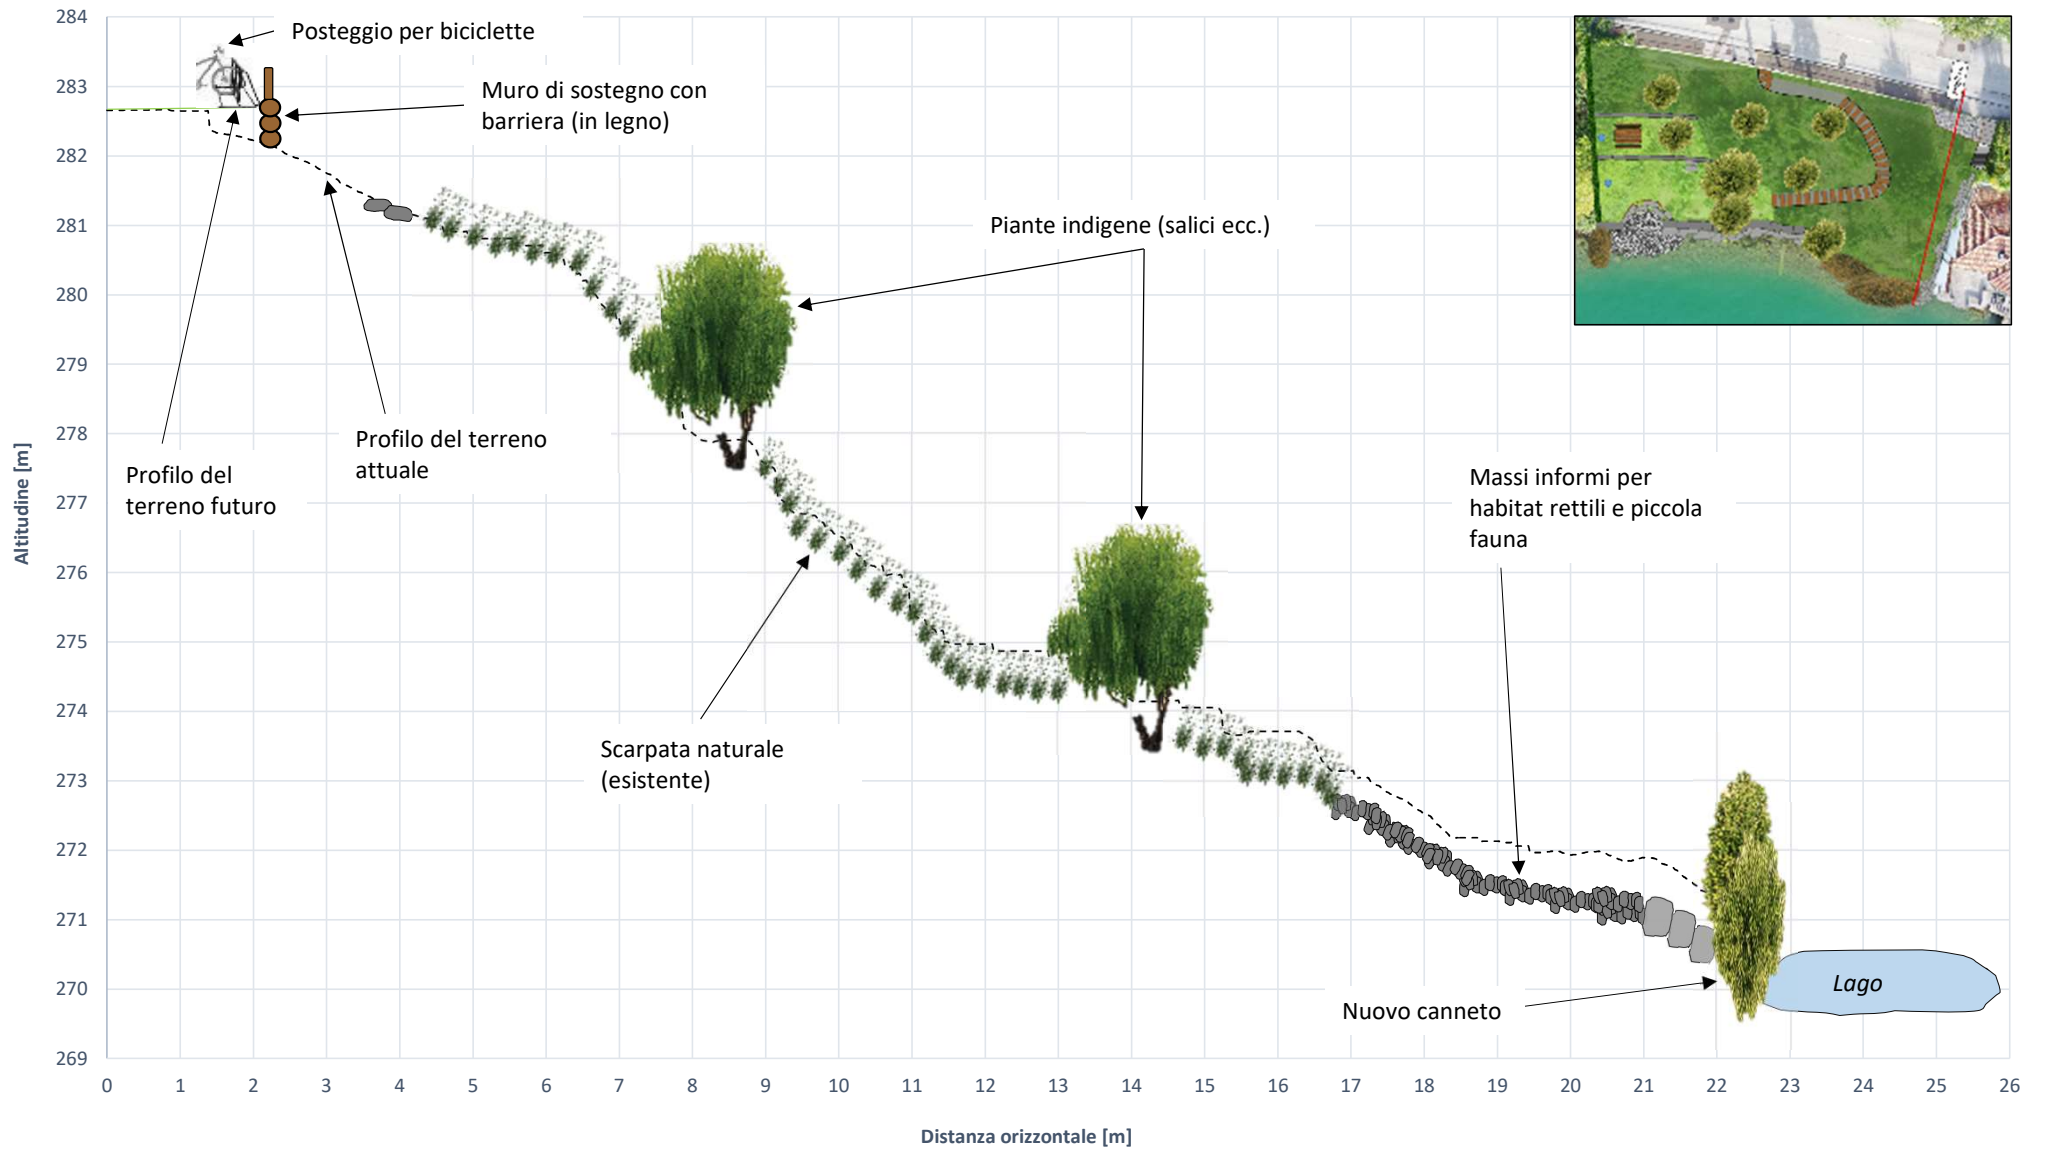 Posteggio per biciclette
Muro di sostegno con
barriera (in legno)
Piante indigene (salici ecc.)
Profilo del terreno
attuale
Profilo del
terreno futuro
Massi informi per
habitat rettili e piccola
fauna
Scarpata naturale
(esistente)
Lago
Nuovo canneto
Altitudine [m]
284
283
282
281
280
279
278
277
276
275
274
273
272
271
270
269
0 1 2 3 4 5 6 7 8 9 10 11 12 13 14 15 16 17 18 19 20 21 22 23 24 25 26
Distanza orizzontale [m]